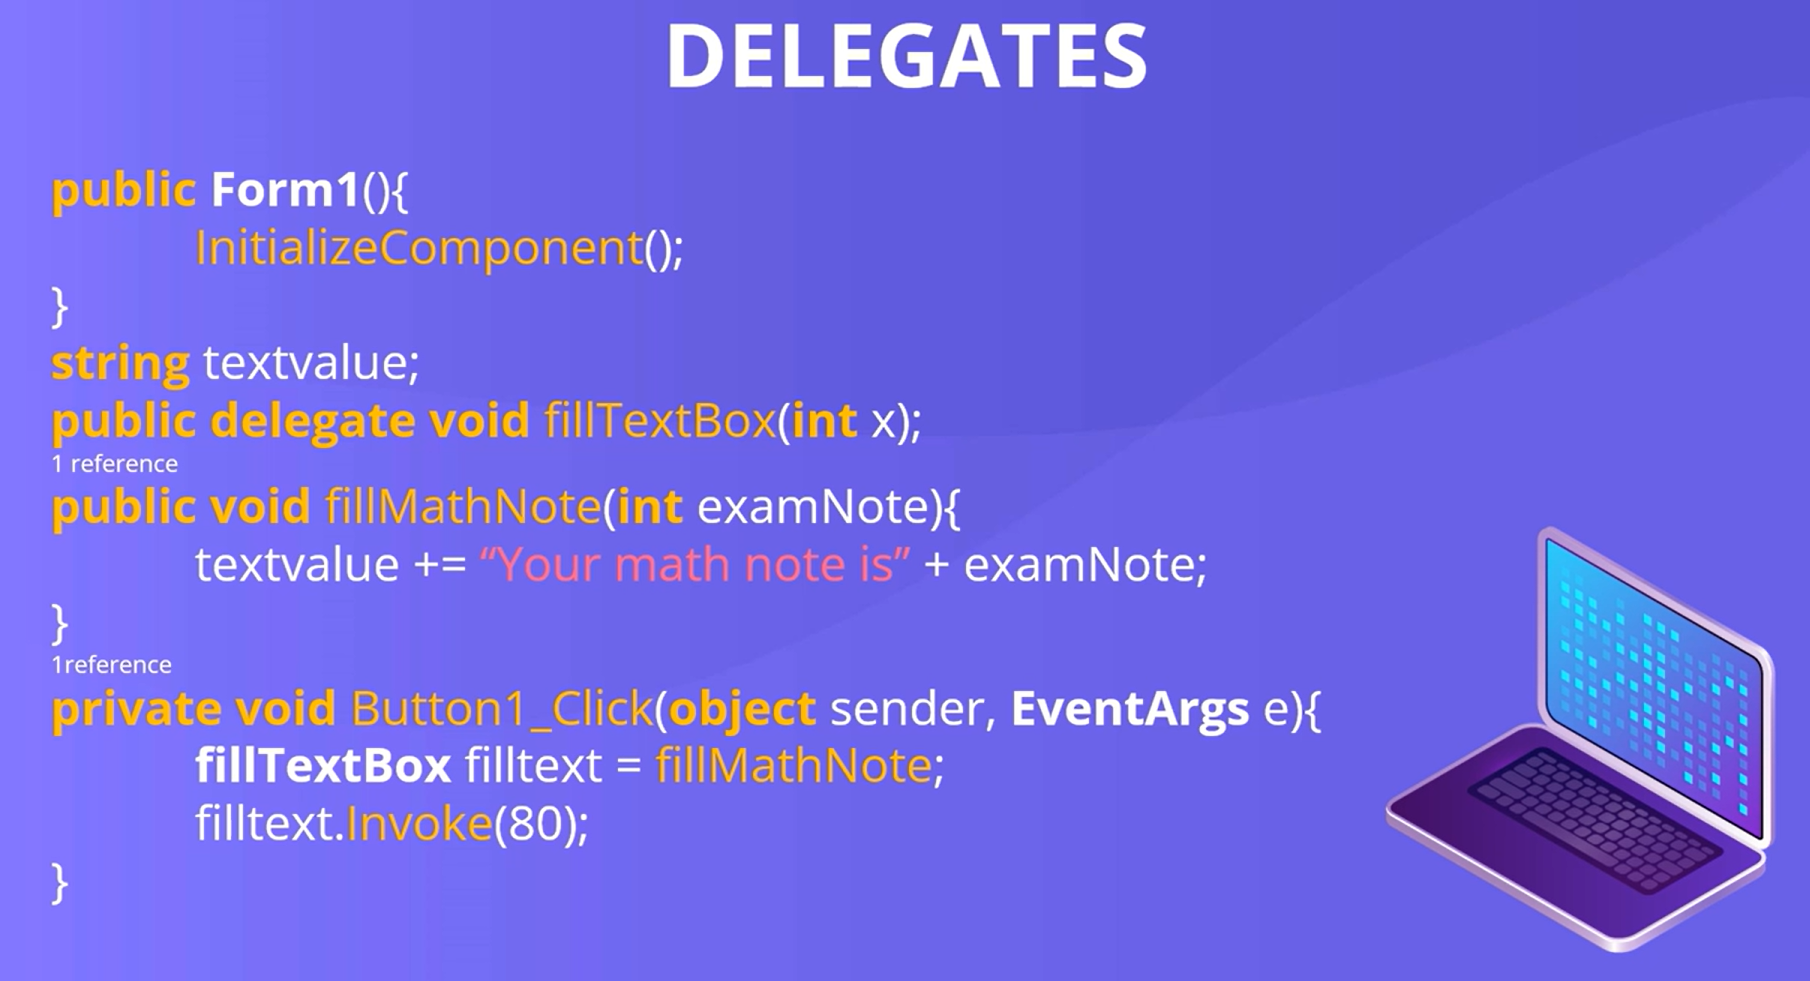 DELEGATES
public Form1(){
InitializeComponent();
}
string textvalue;
public delegate void fillTextBox(int x);
1 reference
public void fillMathNote(int examNote){
textvalue += “Your math note is” + examNote;
}
1reference
private void Button1_Click(object sender, EventArgs e){
fillTextBox filltext = fillMathNote;
filltext.Invoke(80);
}